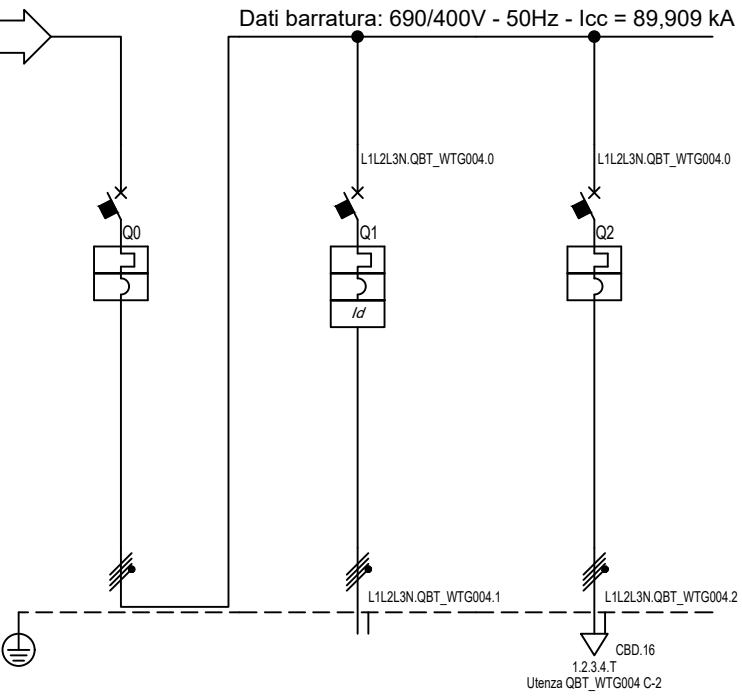 Dati barratura: 690/400V - 50Hz - Icc = 89,909 kA
L1L2L3N.QBT_WTG004.0
L1L2L3N.QBT_WTG004.0
Q0
Q1
Q2
Id
L1L2L3N.QBT_WTG004.1
L1L2L3N.QBT_WTG004.2
CBD.16
1.2.3.4.T
Utenza QBT_WTG004 C-2